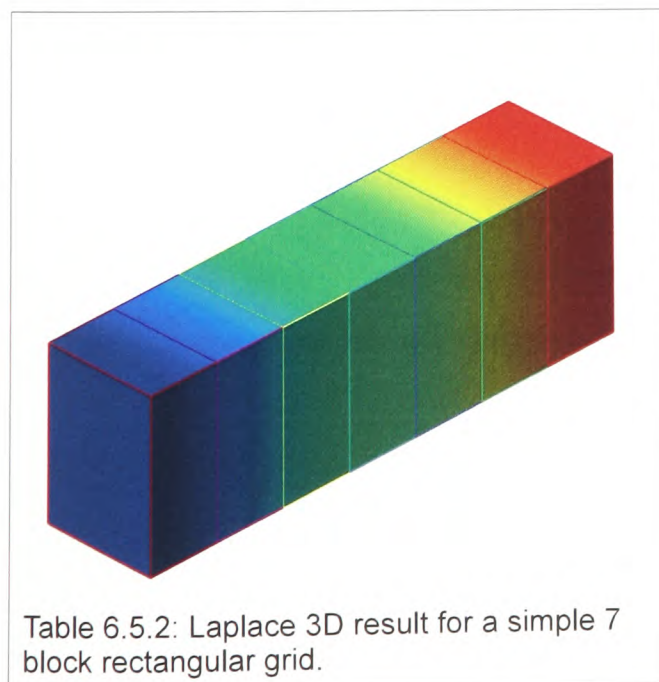 Table 6.5.2: Laplace 3D result for a simple 7
block rectangular grid.